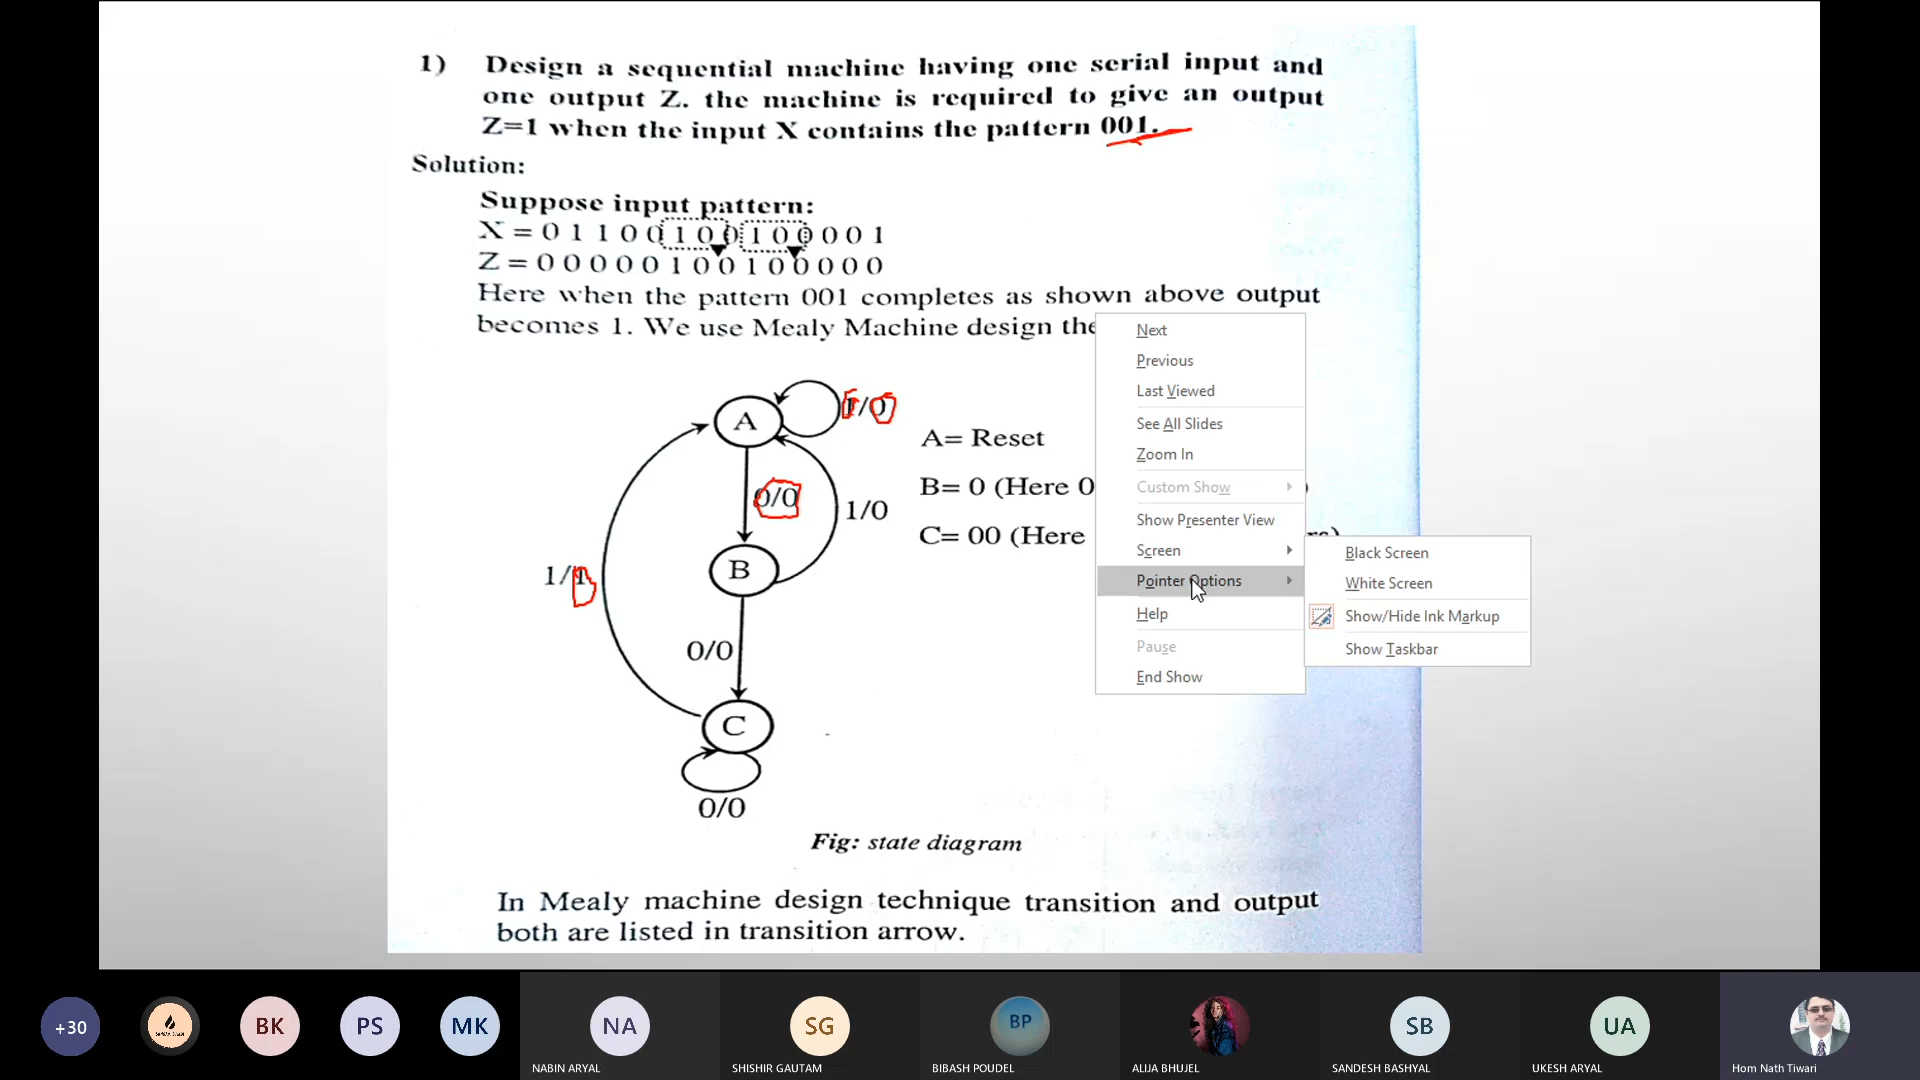 1) Design a sequential machine having one serial input and
one output Z. the machine is required to give an output
Z=1 when the input X contains the pattern 001.
Solution:
Suppose input pattern:
X = 0 1 1 0 0 1 0 0 1 0 0 0 0 1
Z = 0 0 0 0 0 1 0 0 1 0 0 0 0 0
Here when the pattern 001 completes as shown above output
becomes 1. We use Mealy Machine design the
Next
Previous
Last Viewed
See All Slides
Zoom In
Custom Show
Show Presenter View
Screen
Pointer Options
Help
Pause
End Show
Black Screen
White Screen
Show/Hide Ink Markup
Show Taskbar
A
1/0
A= Reset
0/0
1/0
B= 0 (Here 0
)
C= 00 (Here
B
1/1
0/0
C
0/0
Fig: state diagram
In Mealy machine design technique transition and output
both are listed in transition arrow.
+30
BK
PS
MK
NA
SG
BP
SB
UA
NABIN ARYAL
SHISHIR GAUTAM
BIBASH POUDEL
ALIJA BHUJEL
SANDESH BASHYAL
UKESH ARYAL
Hom Nath Tiwari